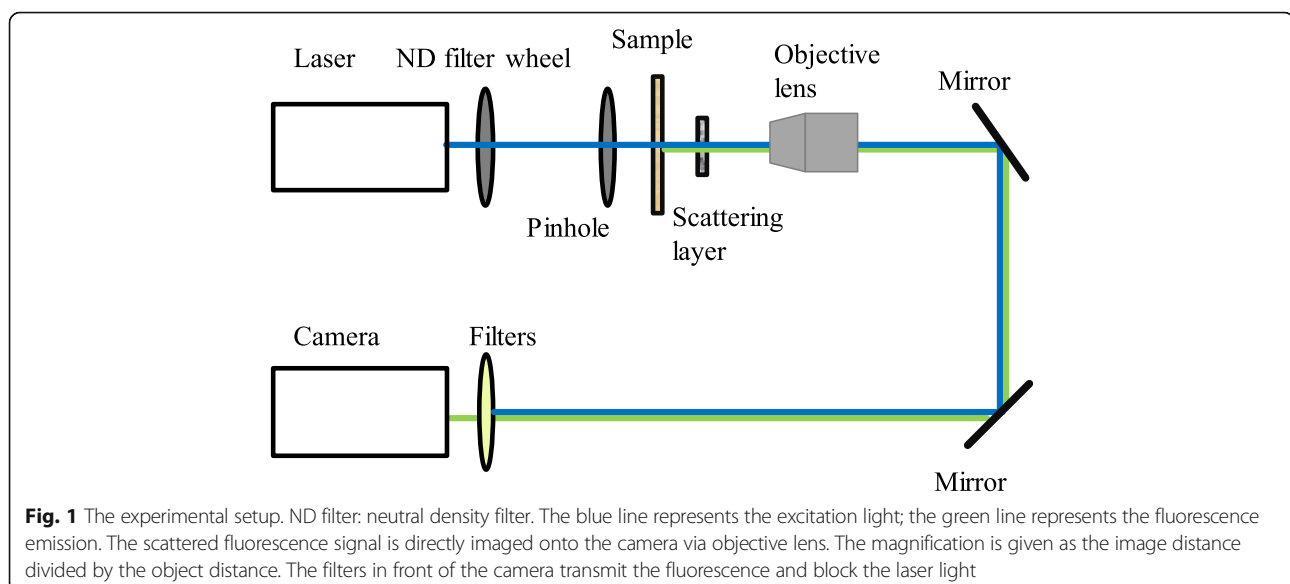 Laser
ND filter wheel
Sample
Objective
lens
Mirror
Pinhole
Scattering
layer
Camera
Filters
Mirror
Fig. 1 The experimental setup. ND filter: neutral density filter. The blue line represents the excitation light; the green line represents the fluorescence
emission. The scattered fluorescence signal is directly imaged onto the camera via objective lens. The magnification is given as the image distance
divided by the object distance. The filters in front of the camera transmit the fluorescence and block the laser light